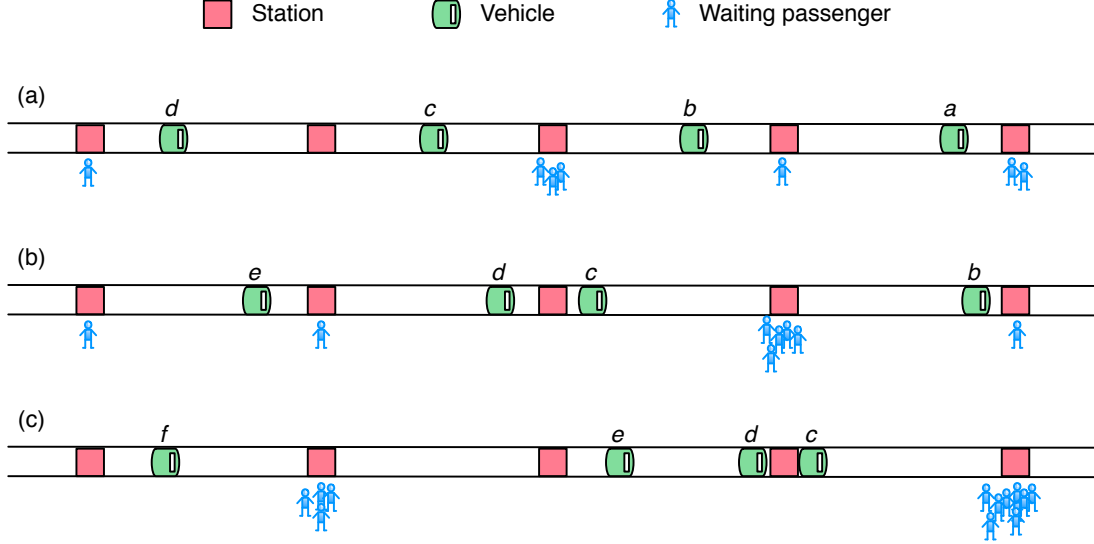 Station Vehicle Waiting passenger
(a)
d c b a
(b)
e d c b
(c)
f e d c